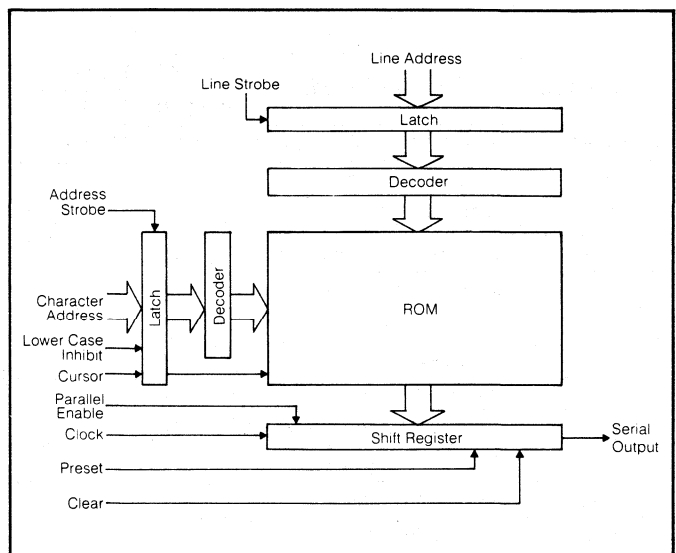 Line Address
Line Strobe
Latch
Decoder
Address
Strobe
Latch
Decoder
ROM
Character
Address
Lower Case
Inhibit
Cursor
Parallel
Enable
Clock
Shift Register
Serial
Output
Preset
Clear